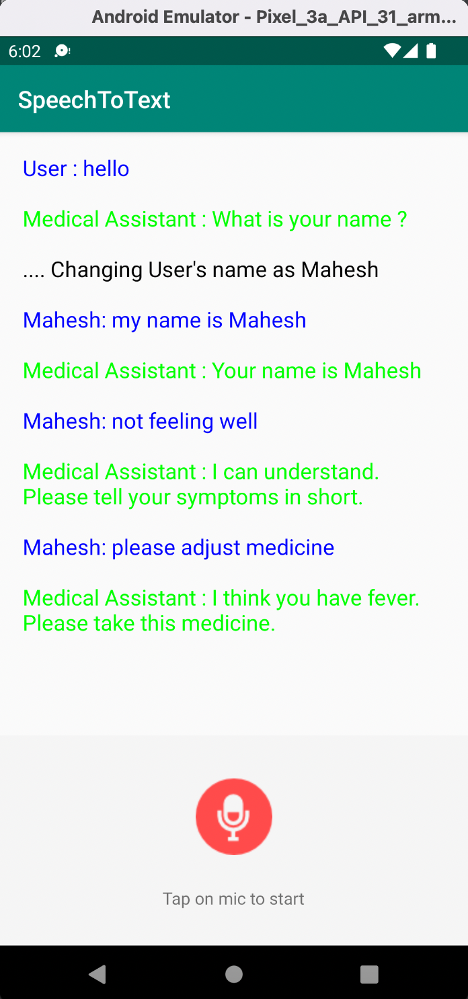 Android Emulator - Pixel_3a_API_31_arm...
6:02
SpeechToText
User : hello
Medical Assistant : What is your name ?
.... Changing User's name as Mahesh
Mahesh: my name is Mahesh
Medical Assistant : Your name is Mahesh
Mahesh: not feeling well
Medical Assistant : I can understand.
Please tell your symptoms in short.
Mahesh: please adjust medicine
Medical Assistant : I think you have fever.
Please take this medicine.
Tap on mic to start